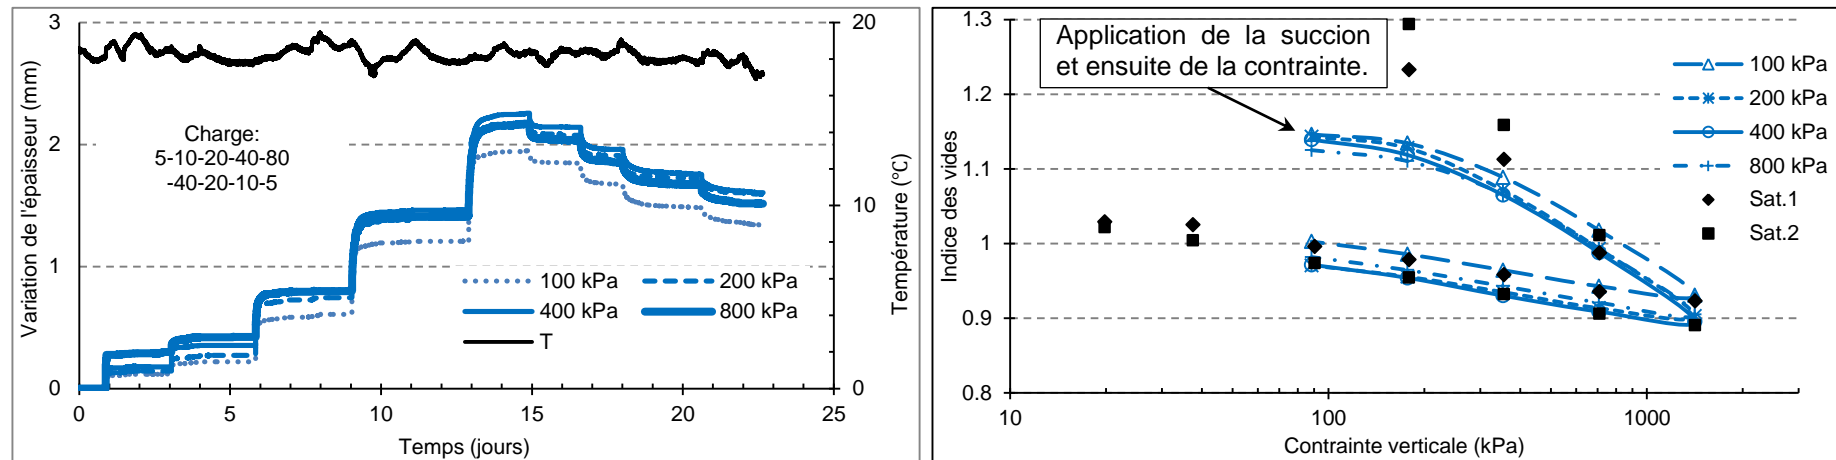 3
2
1
0
Variation de l'épaisseur (mm)
Charge:
5-10-20-40-80
-40-20-10-5
100 kPa
200 kPa
400 kPa
800 kPa
T
0
5
10
15
20
25
Temps (jours)
20
10
0
Température (°C)
1.3
1.2
1.1
1
0.9
0.8
Indice des vides
Application de la succion
et ensuite de la contrainte.
100 kPa
200 kPa
400 kPa
800 kPa
Sat.1
Sat.2
10
100
1000
Contrainte verticale (kPa)